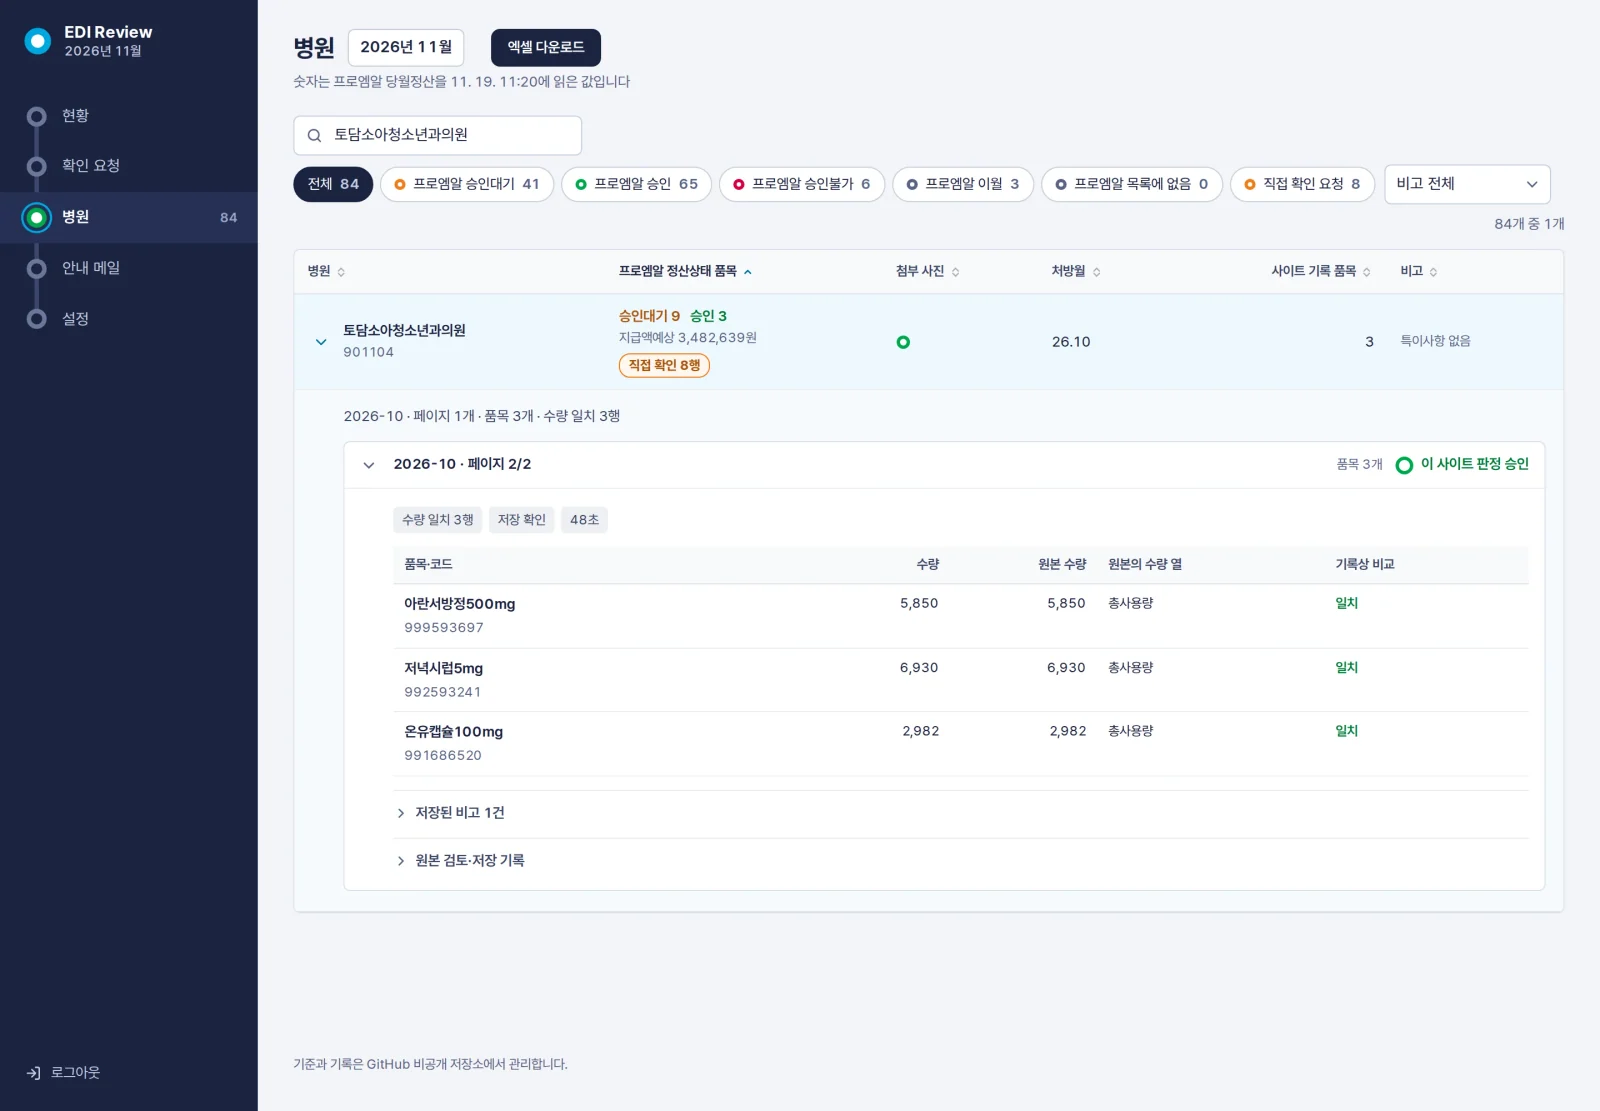 EDI Review
2026년 11월
현황
확인 요청
병원 84
안내 메일
설정
로그아웃
병원 2026년 11월 엑셀 다운로드
숫자는 프로엠알 당월정산을 11. 19. 11:20에 읽은 값입니다
토담소아청소년과의원
전체 84 프로엠알 승인대기 41 프로엠알 승인 65 프로엠알 승인불가 6 프로엠알 이월 3 프로엠알 목록에 없음 0 직접 확인 요청 8 비고 전체
84개 중 1개
병원 프로엠알 정산상태 품목 첨부 사진 처방월 사이트 기록 품목 비고
토담소아청소년과의원
901104
승인대기 9 승인 3
지급액예상 3,482,639원
직접 확인 8행
26.10 3 특이사항 없음
2026-10 · 페이지 1개 · 품목 3개 · 수량 일치 3행
2026-10 · 페이지 2/2 품목 3개 이 사이트 판정 승인
수량 일치 3행 저장 확인 48초
품목·코드 수량 원본 수량 원본의 수량 열 기록상 비교
아란서방정500mg 5,850 5,850 총사용량 일치
999593697
저녁시럽5mg 6,930 6,930 총사용량 일치
992593241
온유캡슐100mg 2,982 2,982 총사용량 일치
991686520
저장된 비고 1건
원본 검토·저장 기록
기준과 기록은 GitHub 비공개 저장소에서 관리합니다.